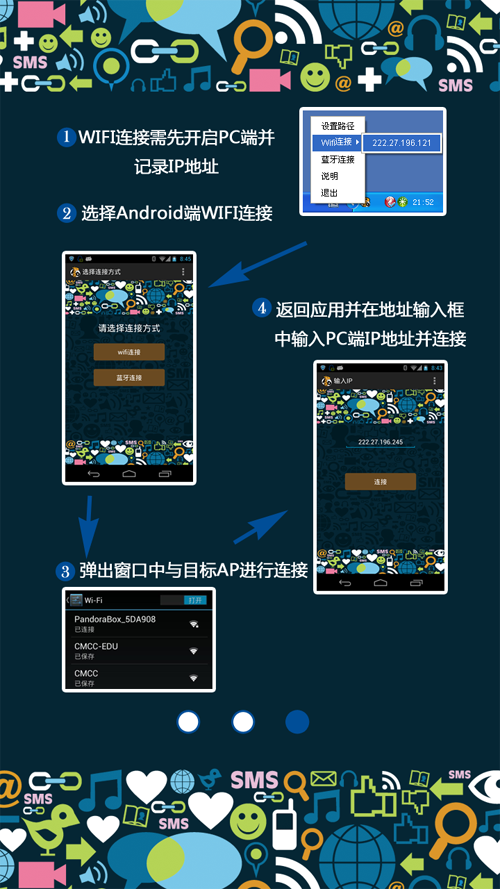 SMS
SMS
1 WIFI连接需先开启PC端并
记录IP地址
设置路径
Wifi连接
222.27.196.121
蓝牙连接
说明
退出
21:52
2 选择Android端WIFI连接
8:45
选择连接方式
请选择连接方式
wifi连接
蓝牙连接
SMS
4 返回应用并在地址输入框
中输入PC端IP地址并连接
8:43
输入IP
222.27.196.245
连接
SMS
SMS
3 弹出窗口中与目标AP进行连接
Wi-Fi
打开
PandoraBox_5DA908
已连接
CMCC-EDU
已保存
CMCC
已保存
SMS
SMS
SMS
SMS